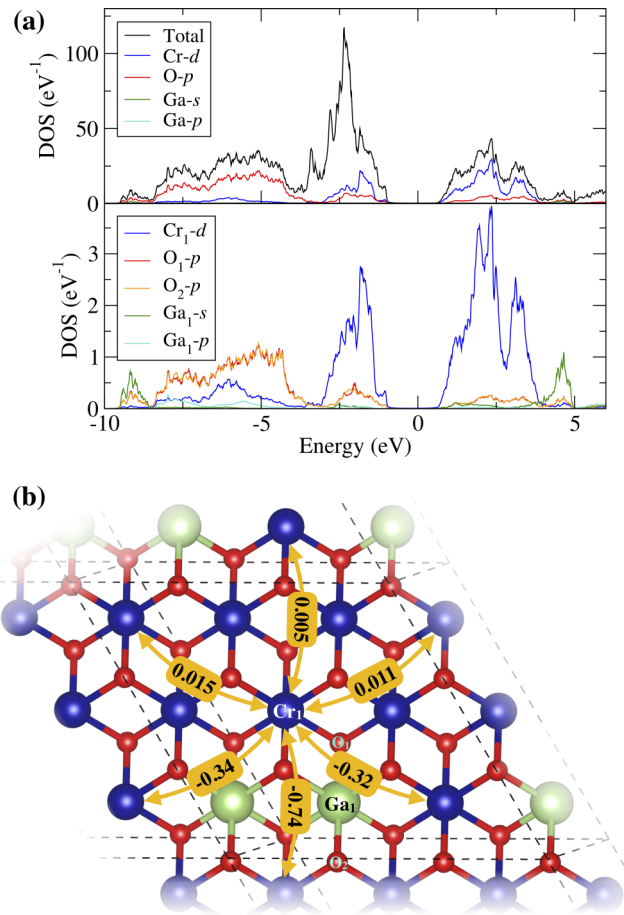 (a)
Total
Cr-d
O-p
Ga-s
Ga-p
DOS (eV⁻¹)
100
50
0
Cr₁-d
O₁-p
O₂-p
Ga₁-s
Ga₁-p
DOS (eV⁻¹)
3
2
1
0
-10
-5
0
5
Energy (eV)
(b)
0.005
0.015
0.011
Cr₁
O₁
-0.34
-0.32
-0.74
Ga₁
O₂